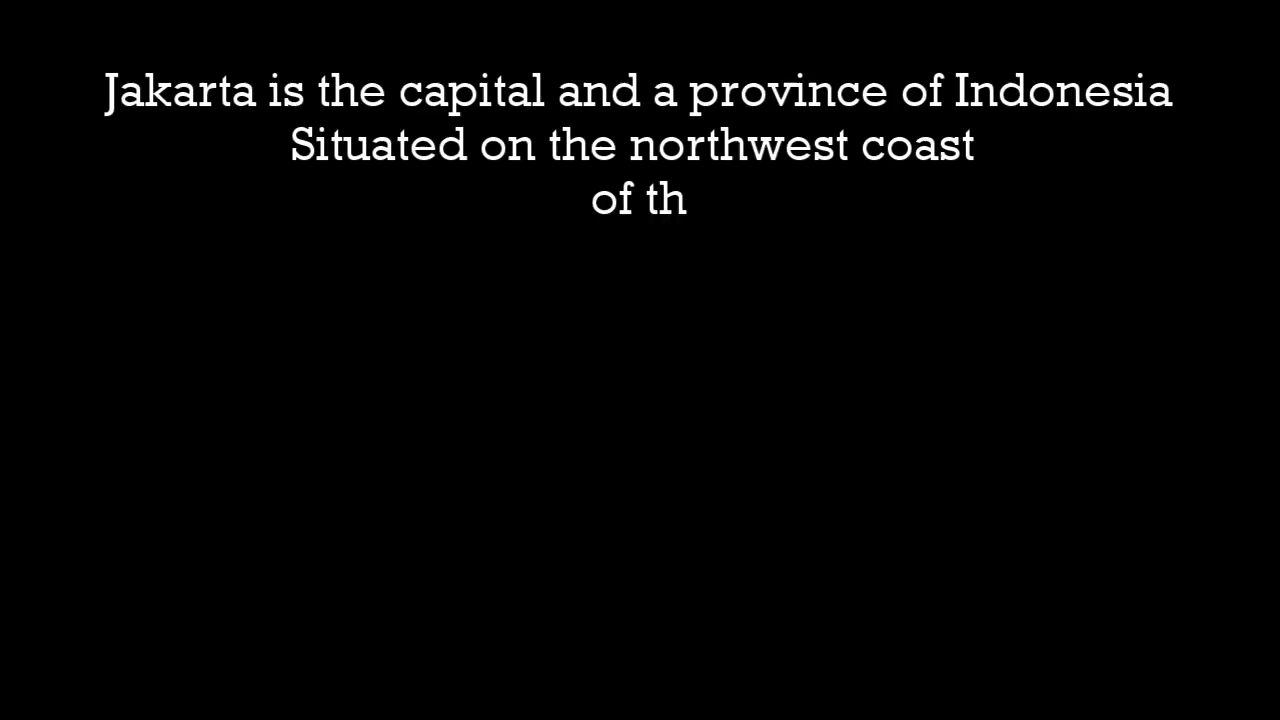 Jakarta is the capital and a province of Indonesia
Situated on the northwest coast
of th